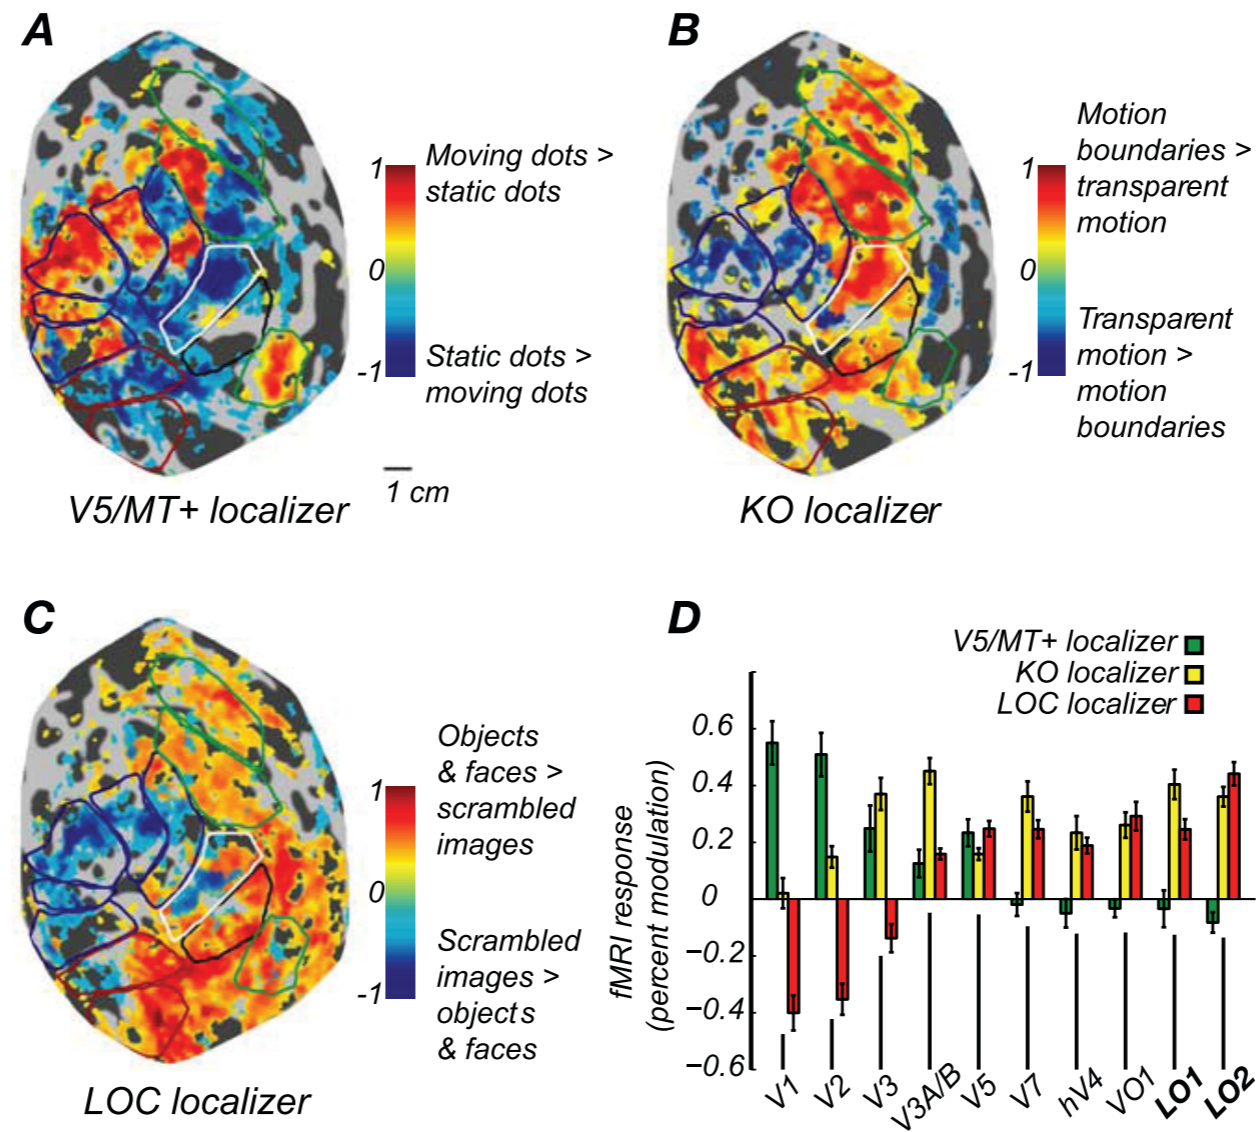 A
1
0
-1
Moving dots >
static dots
Static dots >
moving dots
1 cm
V5/MT+ localizer
B
1
0
-1
Motion
boundaries >
transparent
motion
Transparent
motion >
motion
boundaries
KO localizer
C
1
0
-1
Objects
& faces >
scrambled
images
Scrambled
images >
objects
& faces
LOC localizer
D
V5/MT+ localizer
KO localizer
LOC localizer
fMRI response
(percent modulation)
0.6
0.4
0.2
0
−0.2
−0.4
−0.6
V1
V2
V3
V3A/B
V5
V7
hV4
VO1
LO1
LO2